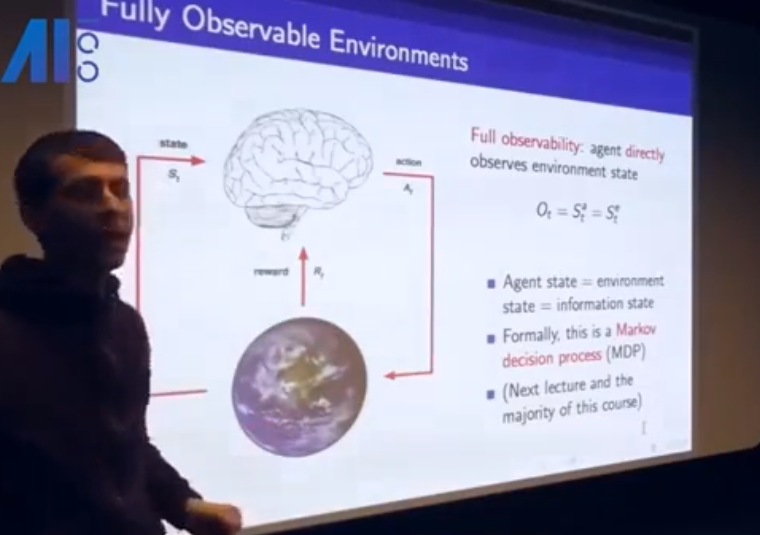 AI
Fully Observable Environments
state
S_t
action
A_t
reward
R_t
Full observability: agent directly
observes environment state
O_t = S_t^a = S_t^e
Agent state = environment
state = information state
Formally, this is a Markov
decision process (MDP)
(Next lecture and the
majority of this course)